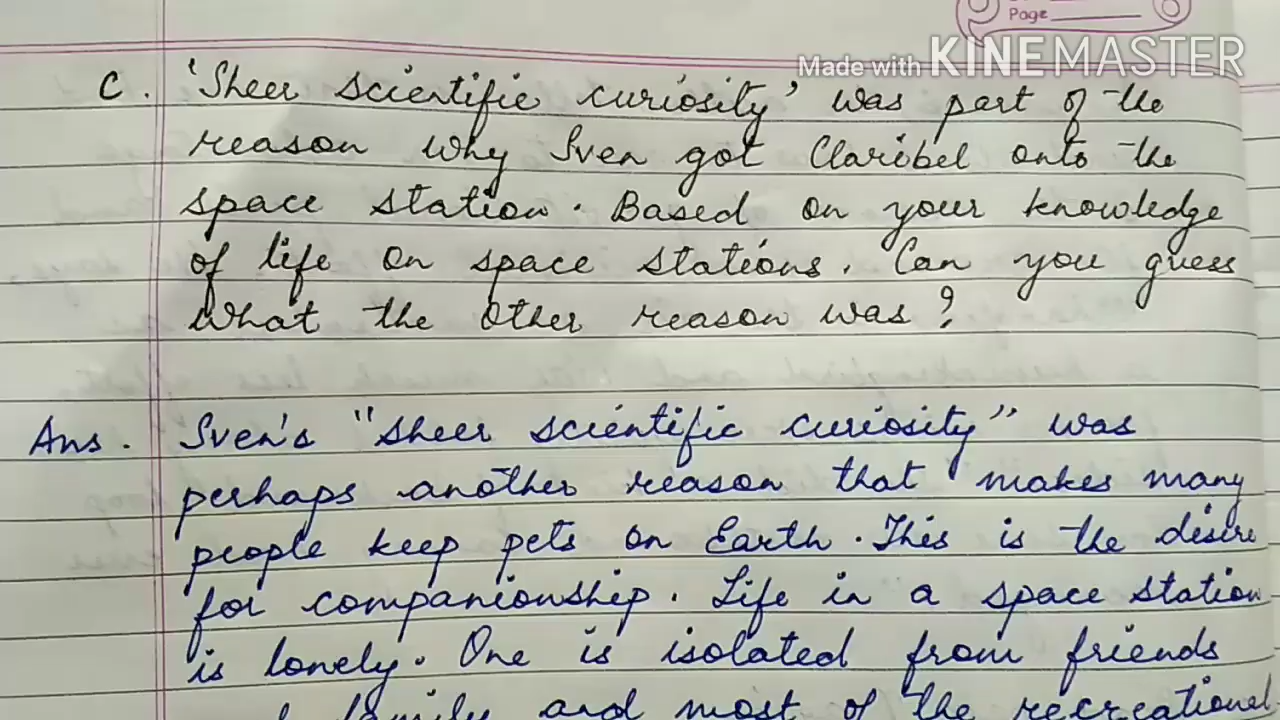 Page
Made with KINEMASTER
C. 'Sheer scientific curiosity' was part of the
reason why Sven got Claribel onto the
space station. Based on your knowledge
of life on space stations. Can you guess
what the other reason was?
Ans. Sven's "sheer scientific curiosity" was
perhaps another reason that makes many
people keep pets on Earth. This is the desire
for companionship. Life in a space station
is lonely. One is isolated from friends
family and most of the recreational